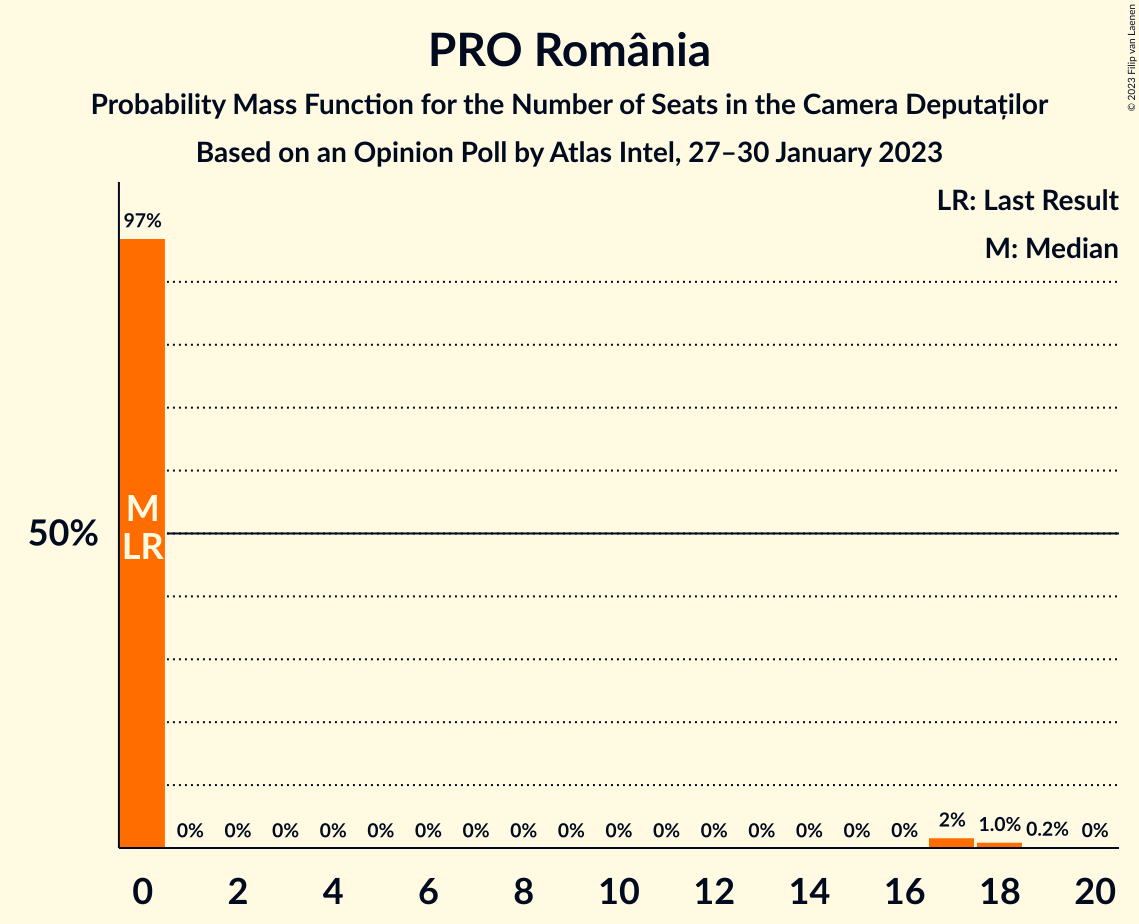 PRO România
Probability Mass Function for the Number of Seats in the Camera Deputaților
Based on an Opinion Poll by Atlas Intel, 27–30 January 2023
© 2023 Filip van Laenen
LR: Last Result
M: Median
97%
M
LR
50%
0% 0% 0% 0% 0% 0% 0% 0% 0% 0% 0% 0% 0% 0% 0% 0% 2% 1.0% 0.2% 0%
0 2 4 6 8 10 12 14 16 18 20